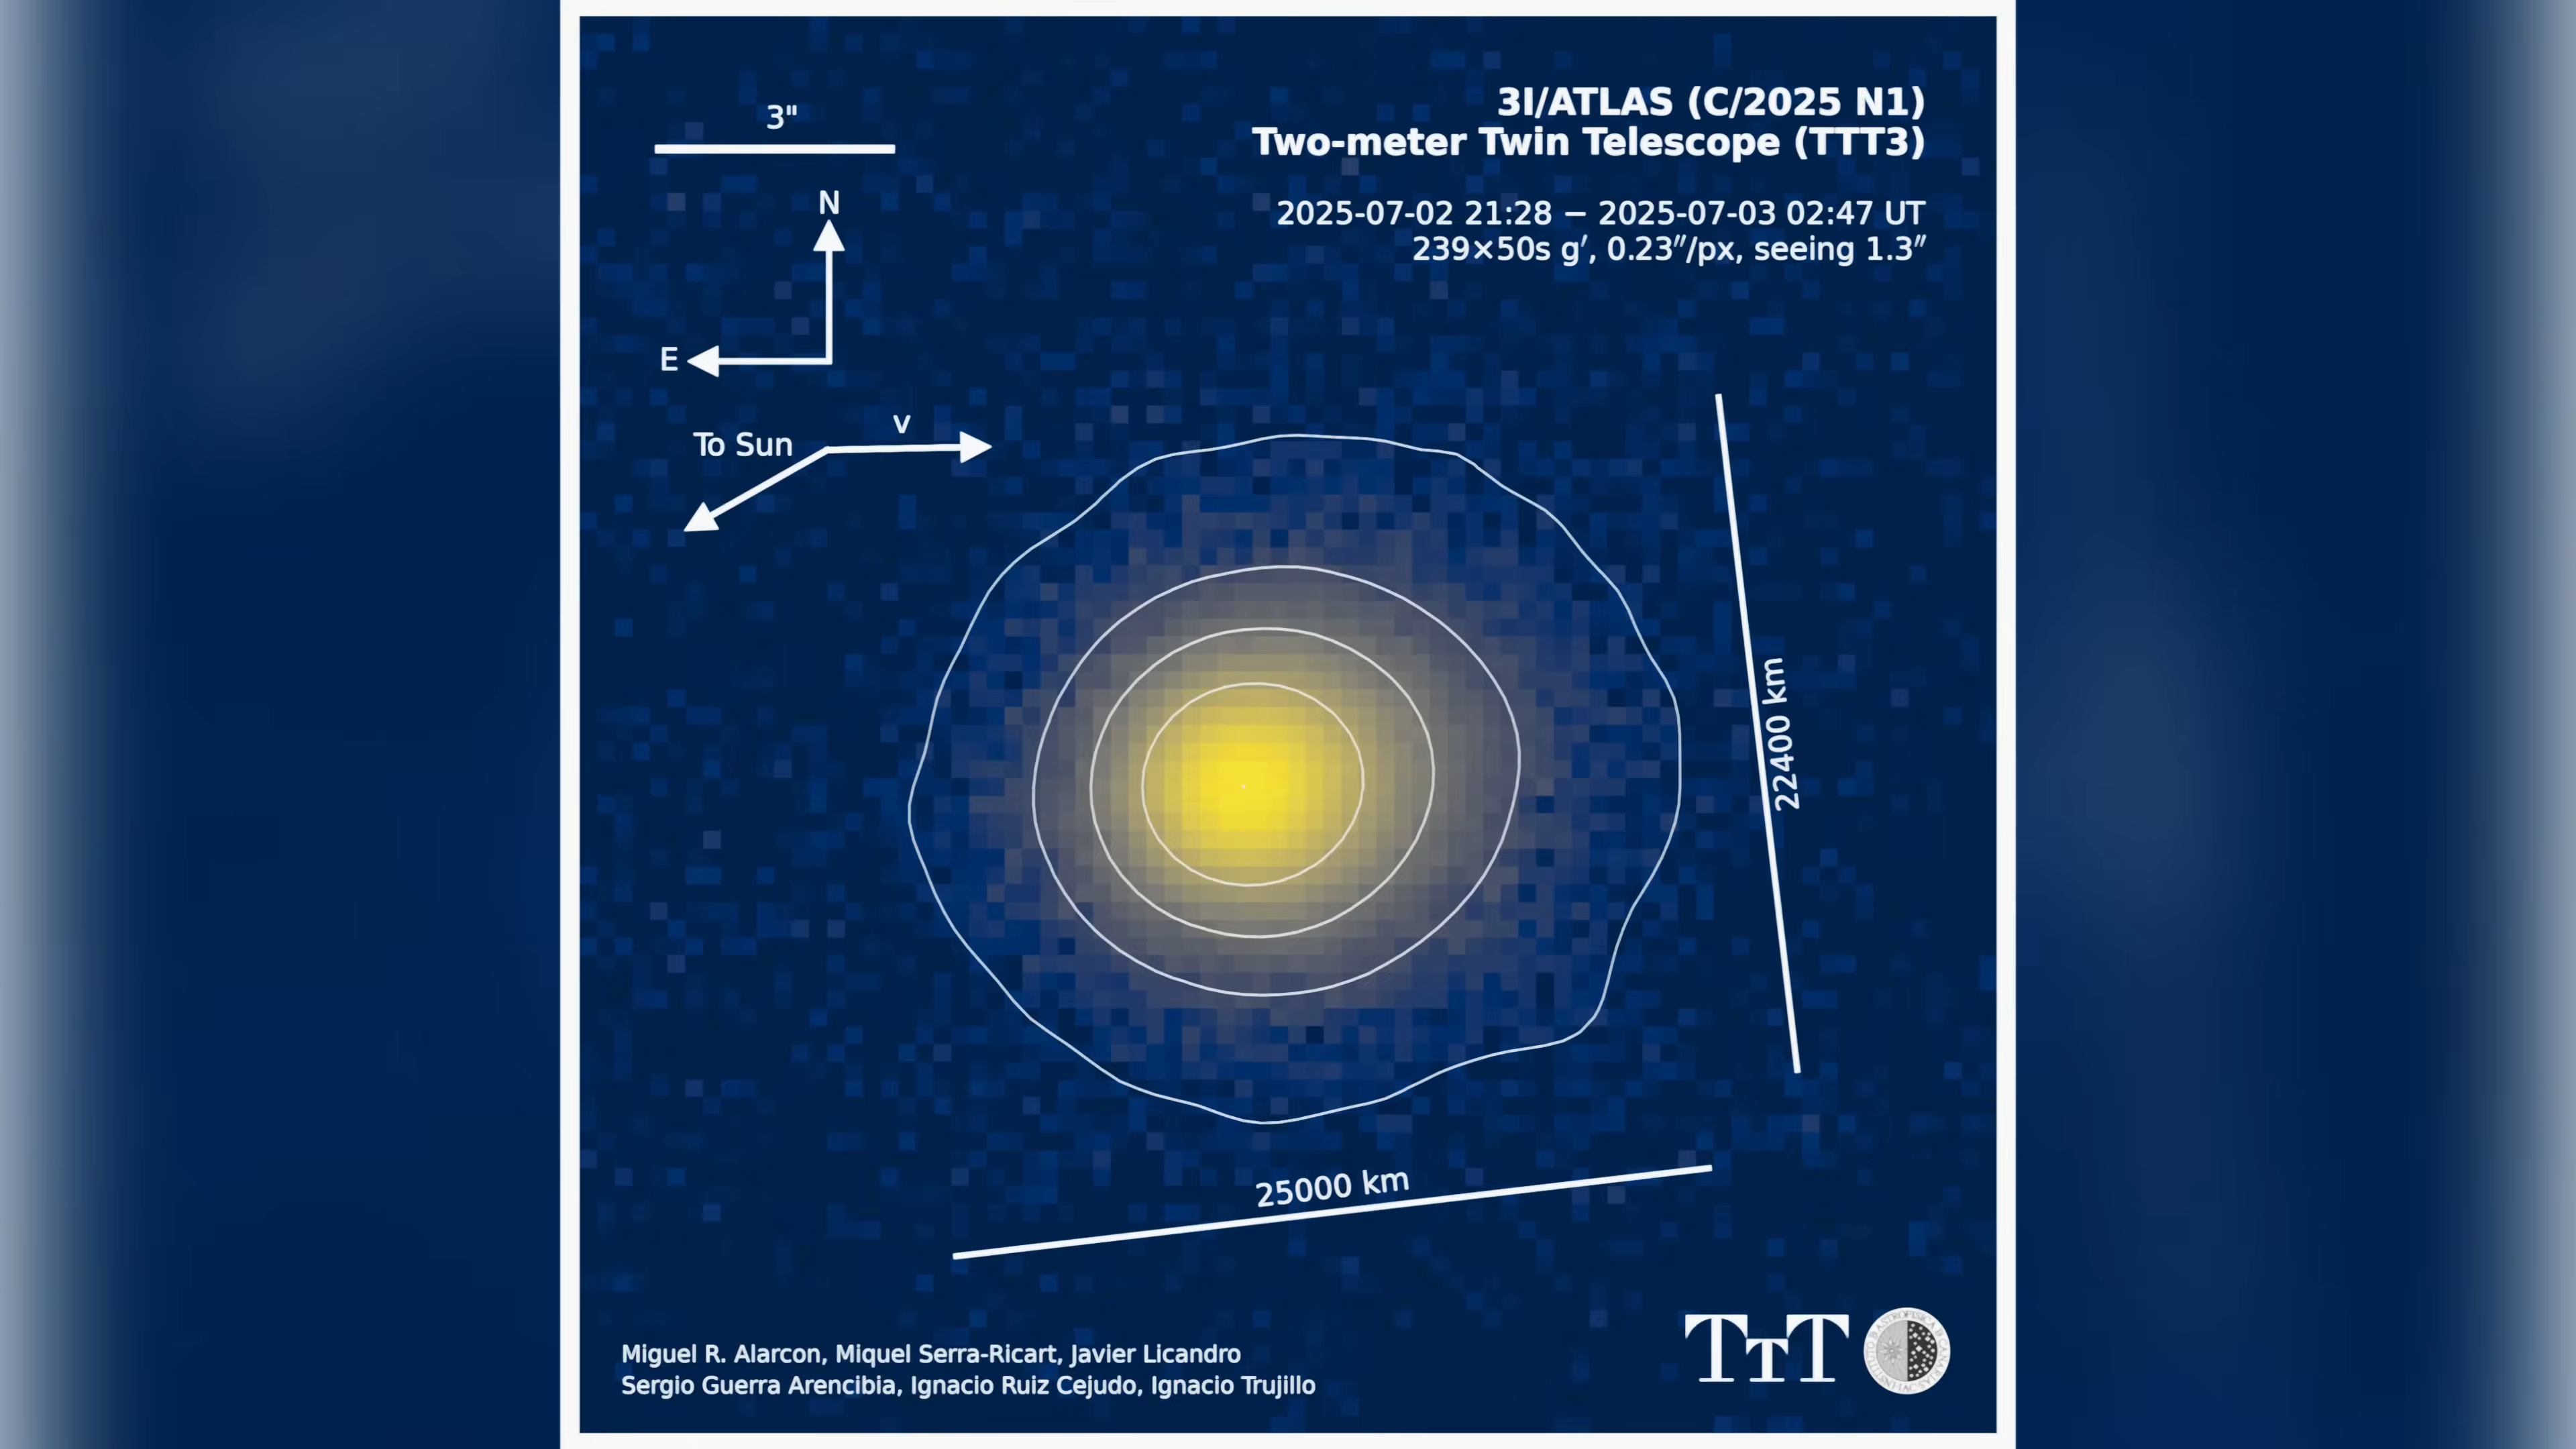 3"
3I/ATLAS (C/2025 N1)
Two-meter Twin Telescope (TTT3)
2025-07-02 21:28 − 2025-07-03 02:47 UT
239×50s g′, 0.23″/px, seeing 1.3″
N
E
To Sun
v
22400 km
25000 km
Miguel R. Alarcon, Miquel Serra-Ricart, Javier Licandro
Sergio Guerra Arencibia, Ignacio Ruiz Cejudo, Ignacio Trujillo
TTT